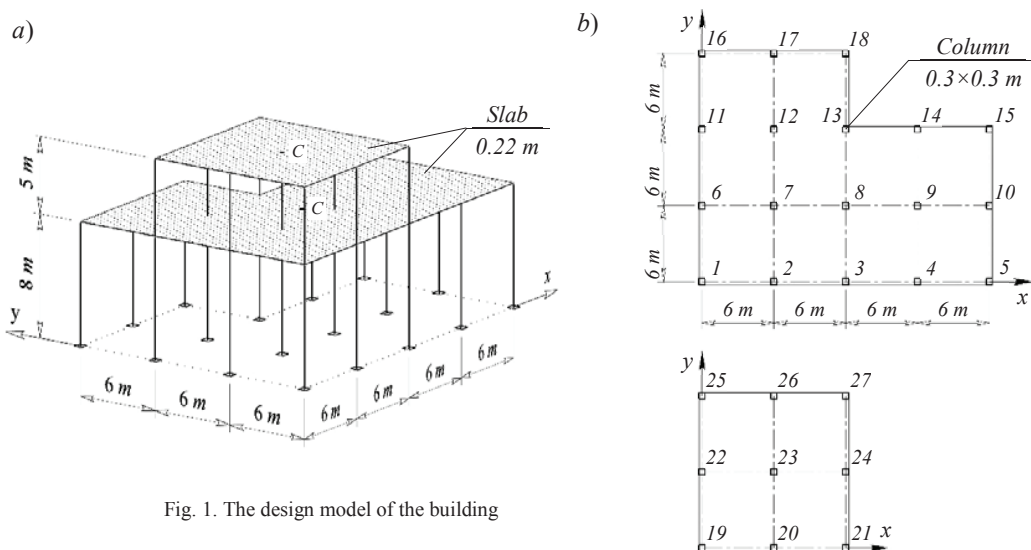 a)
Slab
0.22 m
C
C
5 m
8 m
y
x
6 m
6 m
6 m
6 m
6 m
6 m
6 m
Fig. 1. The design model of the building
b)
y
16 17 18
Column
0.3×0.3 m
6 m
11 12 13 14 15
6 m
6 7 8 9 10
6 m
1 2 3 4 5
x
6 m 6 m 6 m 6 m
y
25 26 27
22 23 24
19 20 21
x